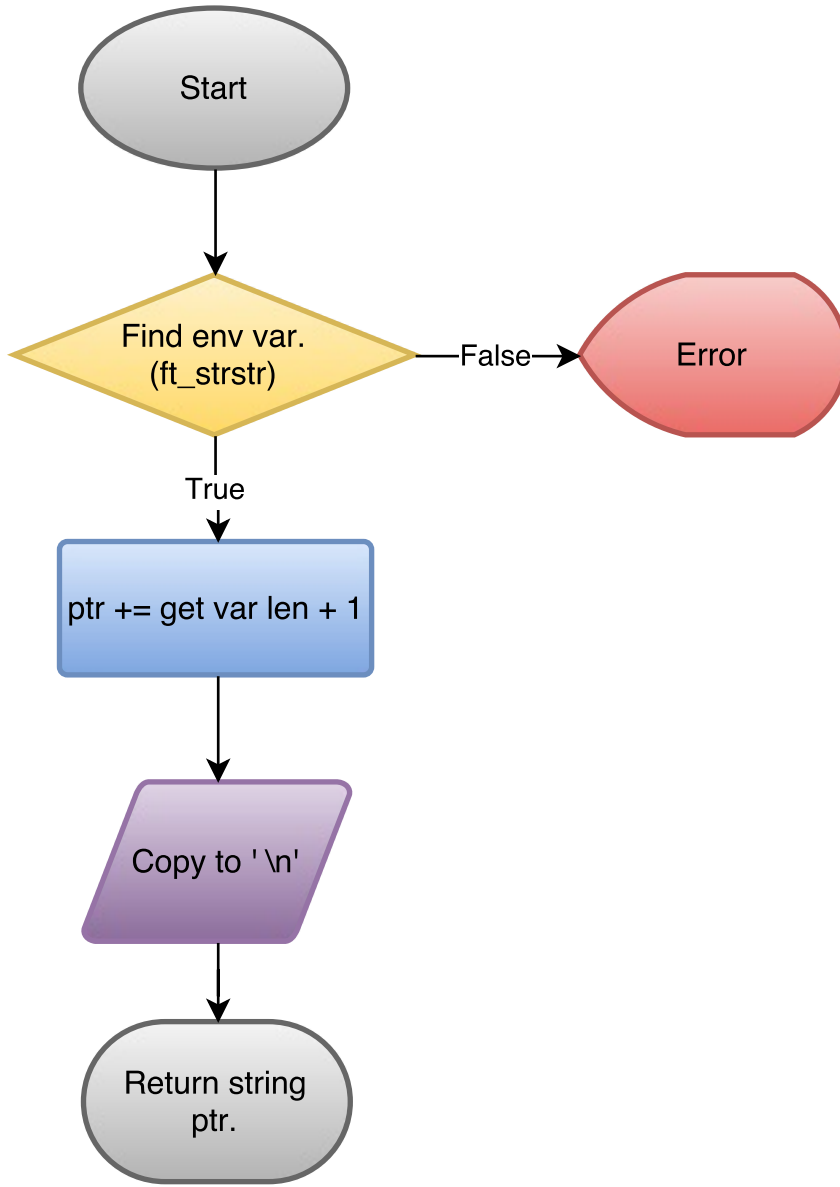 Start
Find env var.
(ft_strstr)
False
Error
True
ptr += get var len + 1
Copy to ' \n'
Return string
ptr.